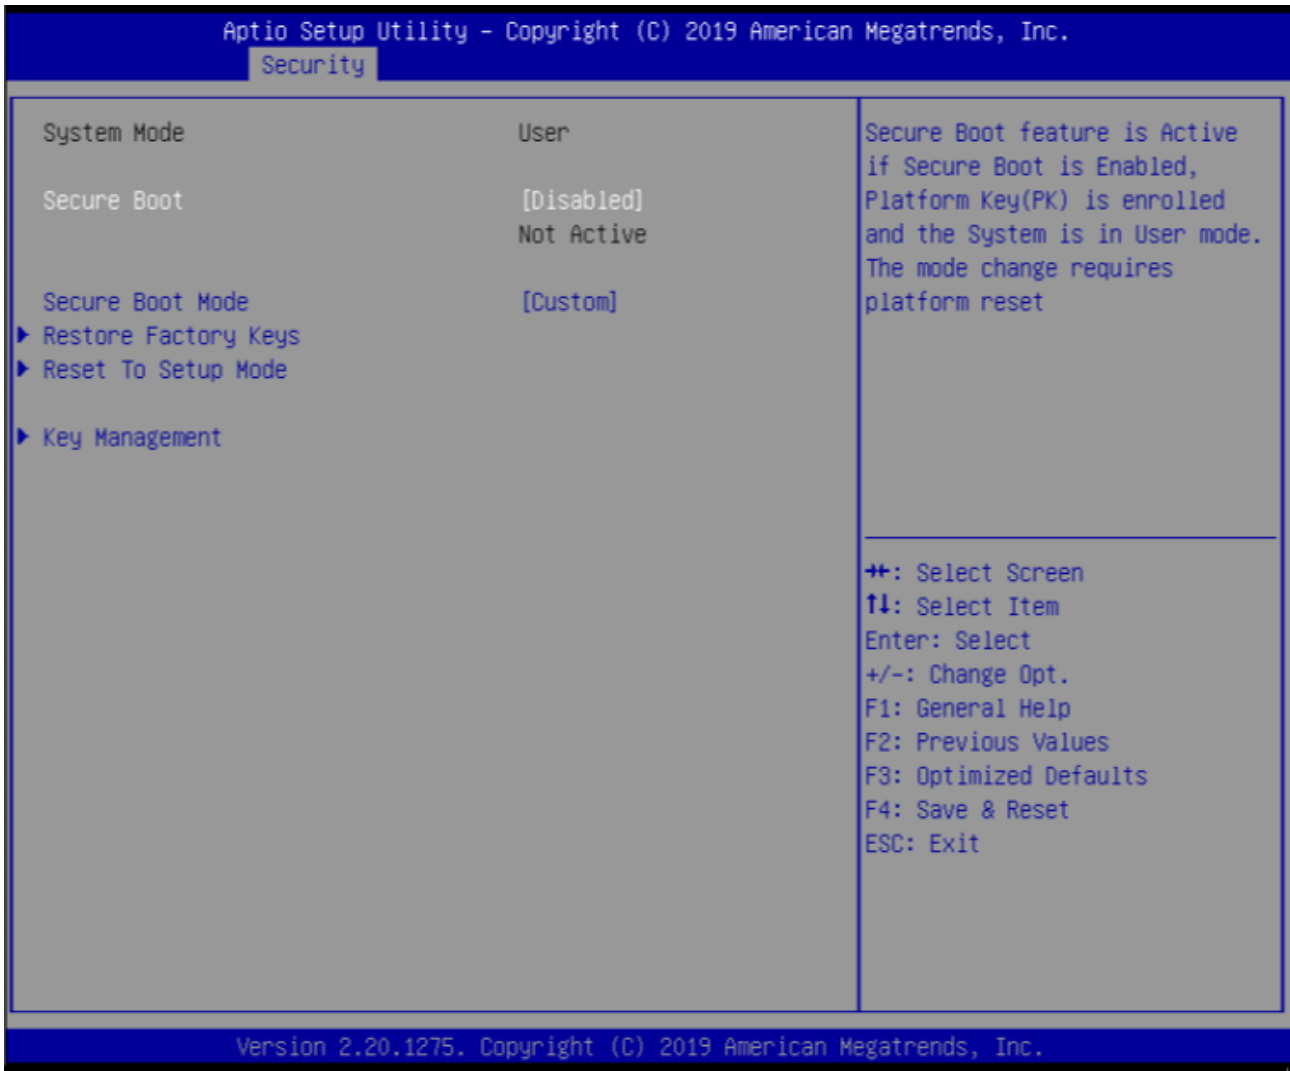 Aptio Setup Utility – Copyright (C) 2019 American Megatrends, Inc.
Security
System Mode User
Secure Boot [Disabled]
Not Active
Secure Boot Mode [Custom]
▶ Restore Factory Keys
▶ Reset To Setup Mode
▶ Key Management
Secure Boot feature is Active
if Secure Boot is Enabled,
Platform Key(PK) is enrolled
and the System is in User mode.
The mode change requires
platform reset
→←: Select Screen
↑↓: Select Item
Enter: Select
+/-: Change Opt.
F1: General Help
F2: Previous Values
F3: Optimized Defaults
F4: Save & Reset
ESC: Exit
Version 2.20.1275. Copyright (C) 2019 American Megatrends, Inc.